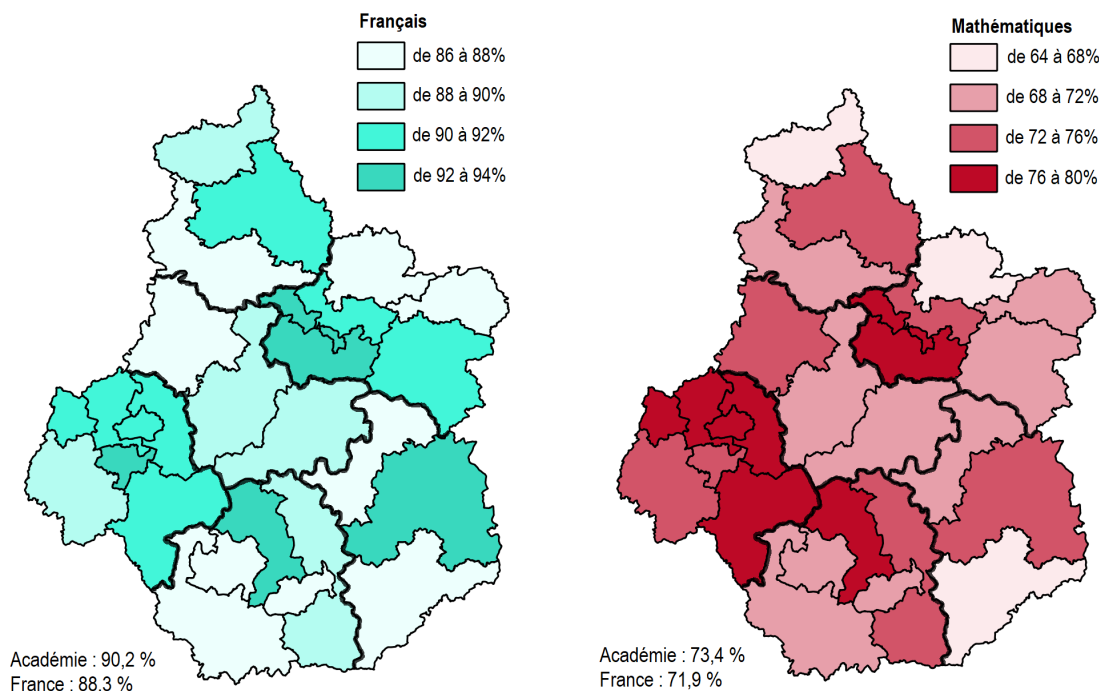 Français
de 86 à 88%
de 88 à 90%
de 90 à 92%
de 92 à 94%
Académie : 90,2 %
France : 88,3 %
Mathématiques
de 64 à 68%
de 68 à 72%
de 72 à 76%
de 76 à 80%
Académie : 73,4 %
France : 71,9 %